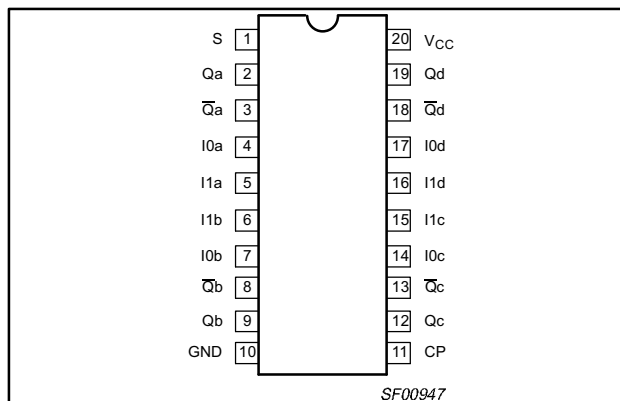 S 1 20 VCC
Qa 2 19 Qd
Q̅a 3 18 Q̅d
I0a 4 17 I0d
I1a 5 16 I1d
I1b 6 15 I1c
I0b 7 14 I0c
Q̅b 8 13 Q̅c
Qb 9 12 Qc
GND 10 11 CP
SF00947